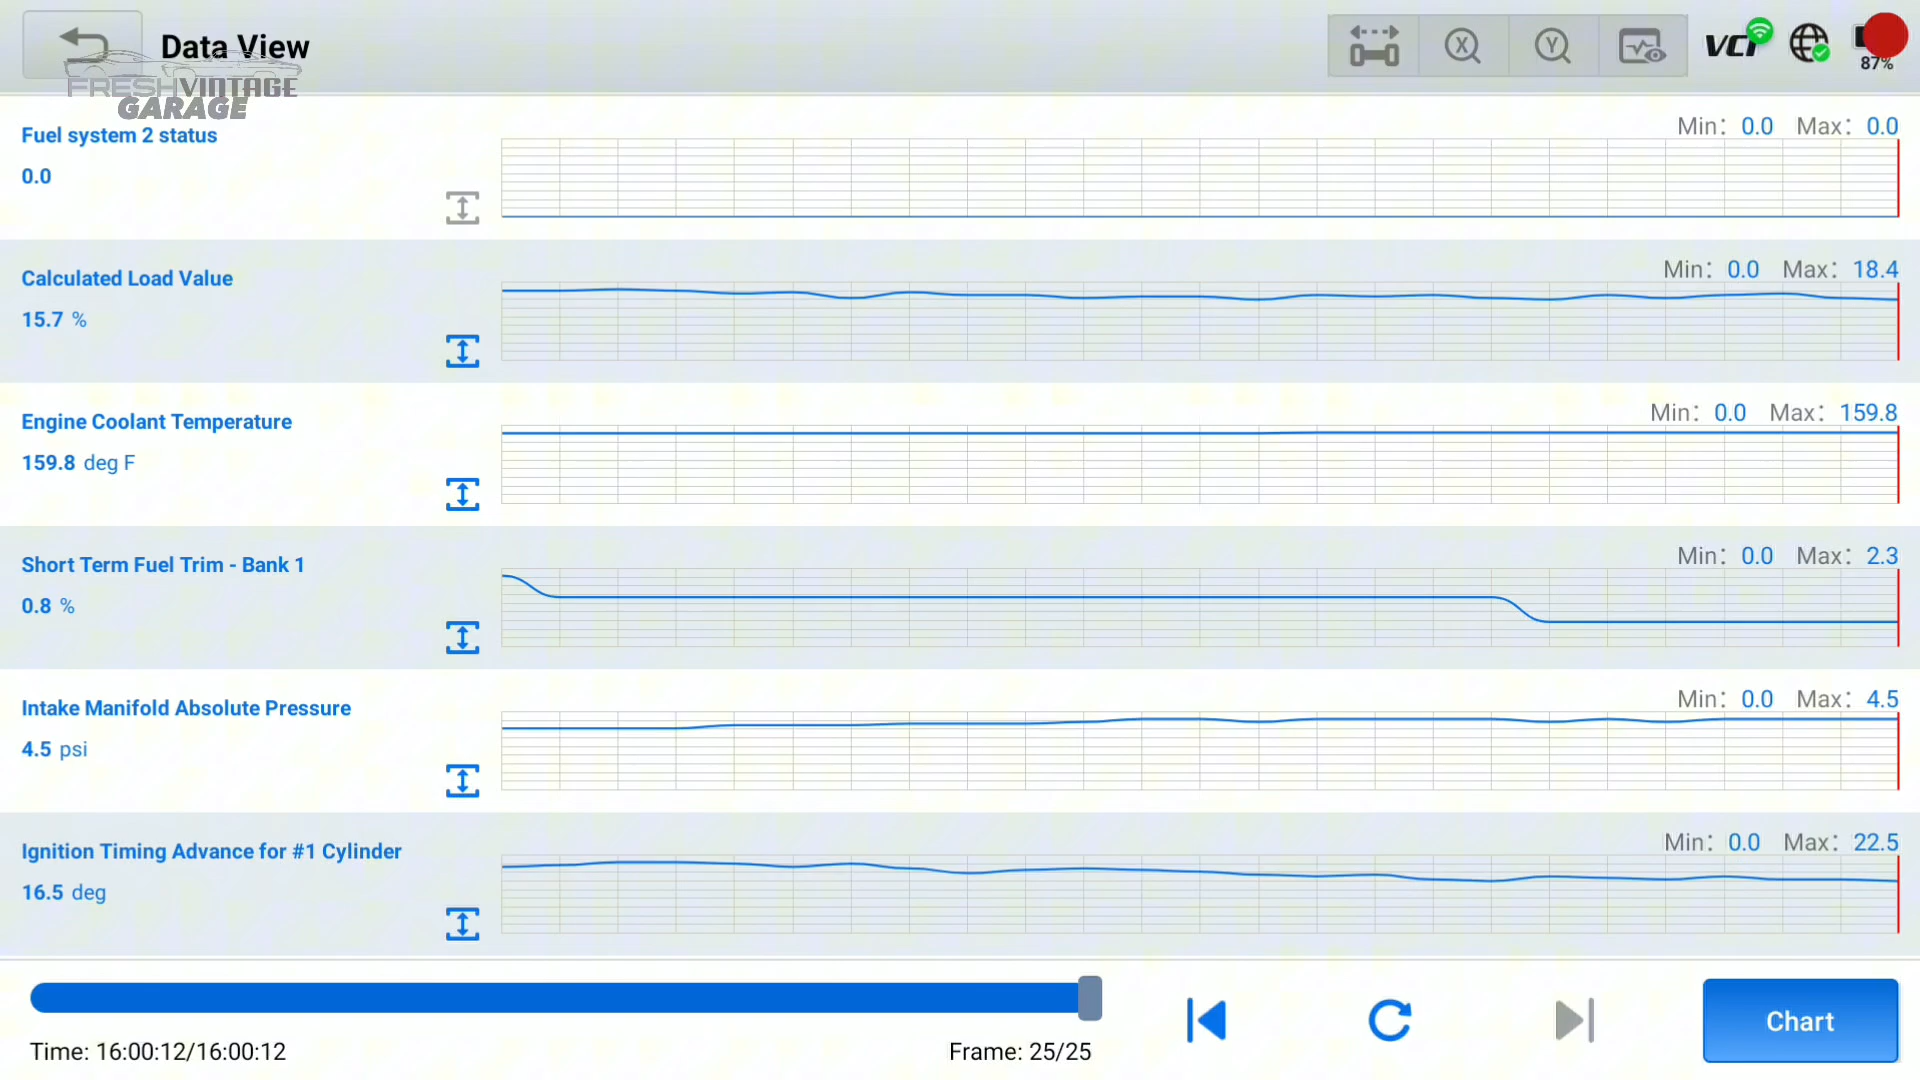 Data View
FRESHVINTAGE
GARAGE
X
Y
VCI
87%
Fuel system 2 status
0.0
Min: 0.0 Max: 0.0
Calculated Load Value
15.7 %
Min: 0.0 Max: 18.4
Engine Coolant Temperature
159.8 deg F
Min: 0.0 Max: 159.8
Short Term Fuel Trim - Bank 1
0.8 %
Min: 0.0 Max: 2.3
Intake Manifold Absolute Pressure
4.5 psi
Min: 0.0 Max: 4.5
Ignition Timing Advance for #1 Cylinder
16.5 deg
Min: 0.0 Max: 22.5
Time: 16:00:12/16:00:12
Frame: 25/25
Chart